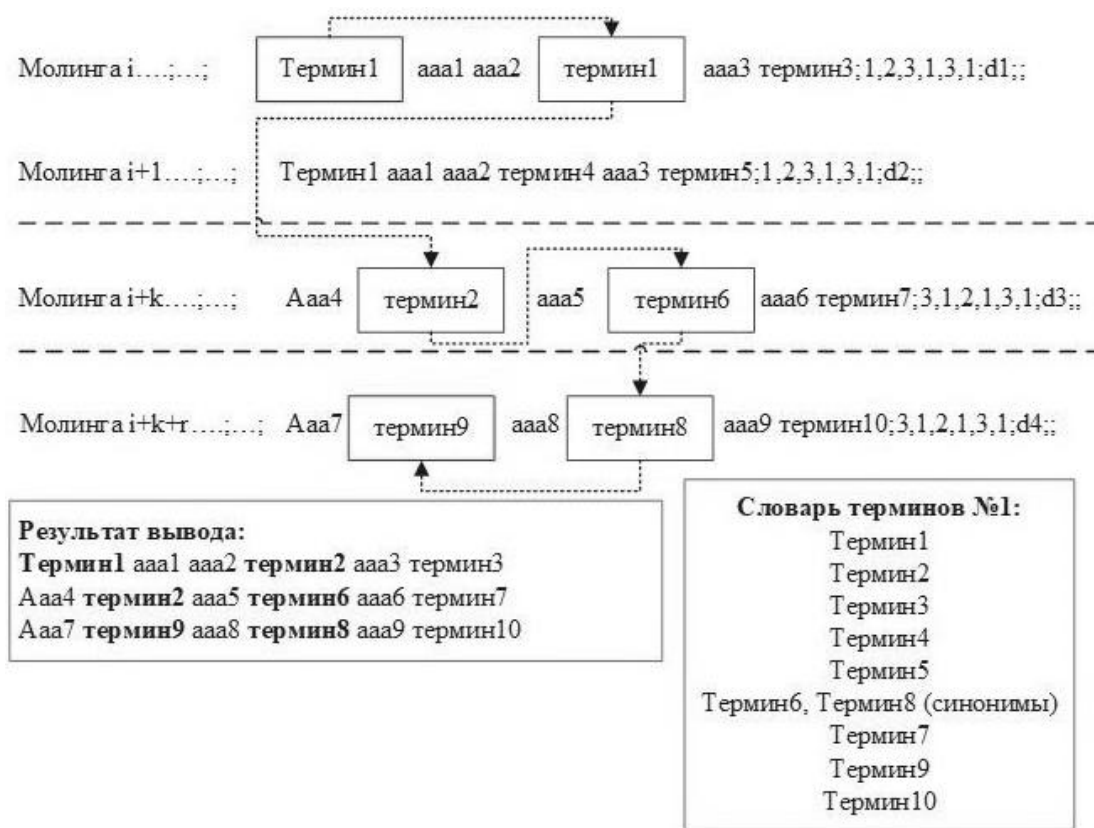 Молинга i….;…; Термин1 ааа1 ааа2 термин1 ааа3 термин3;1,2,3,1,3,1;d1;;
Молинга i+1….;…; Термин1 ааа1 ааа2 термин4 ааа3 термин5;1,2,3,1,3,1;d2;;
Молинга i+k….;…; Ааа4 термин2 ааа5 термин6 ааа6 термин7;3,1,2,1,3,1;d3;;
Молинга i+k+r….;…; Ааа7 термин9 ааа8 термин8 ааа9 термин10;3,1,2,1,3,1;d4;;
Результат вывода:
Термин1 ааа1 ааа2 термин2 ааа3 термин3
Ааа4 термин2 ааа5 термин6 ааа6 термин7
Ааа7 термин9 ааа8 термин8 ааа9 термин10
Словарь терминов №1:
Термин1
Термин2
Термин3
Термин4
Термин5
Термин6, Термин8 (синонимы)
Термин7
Термин9
Термин10